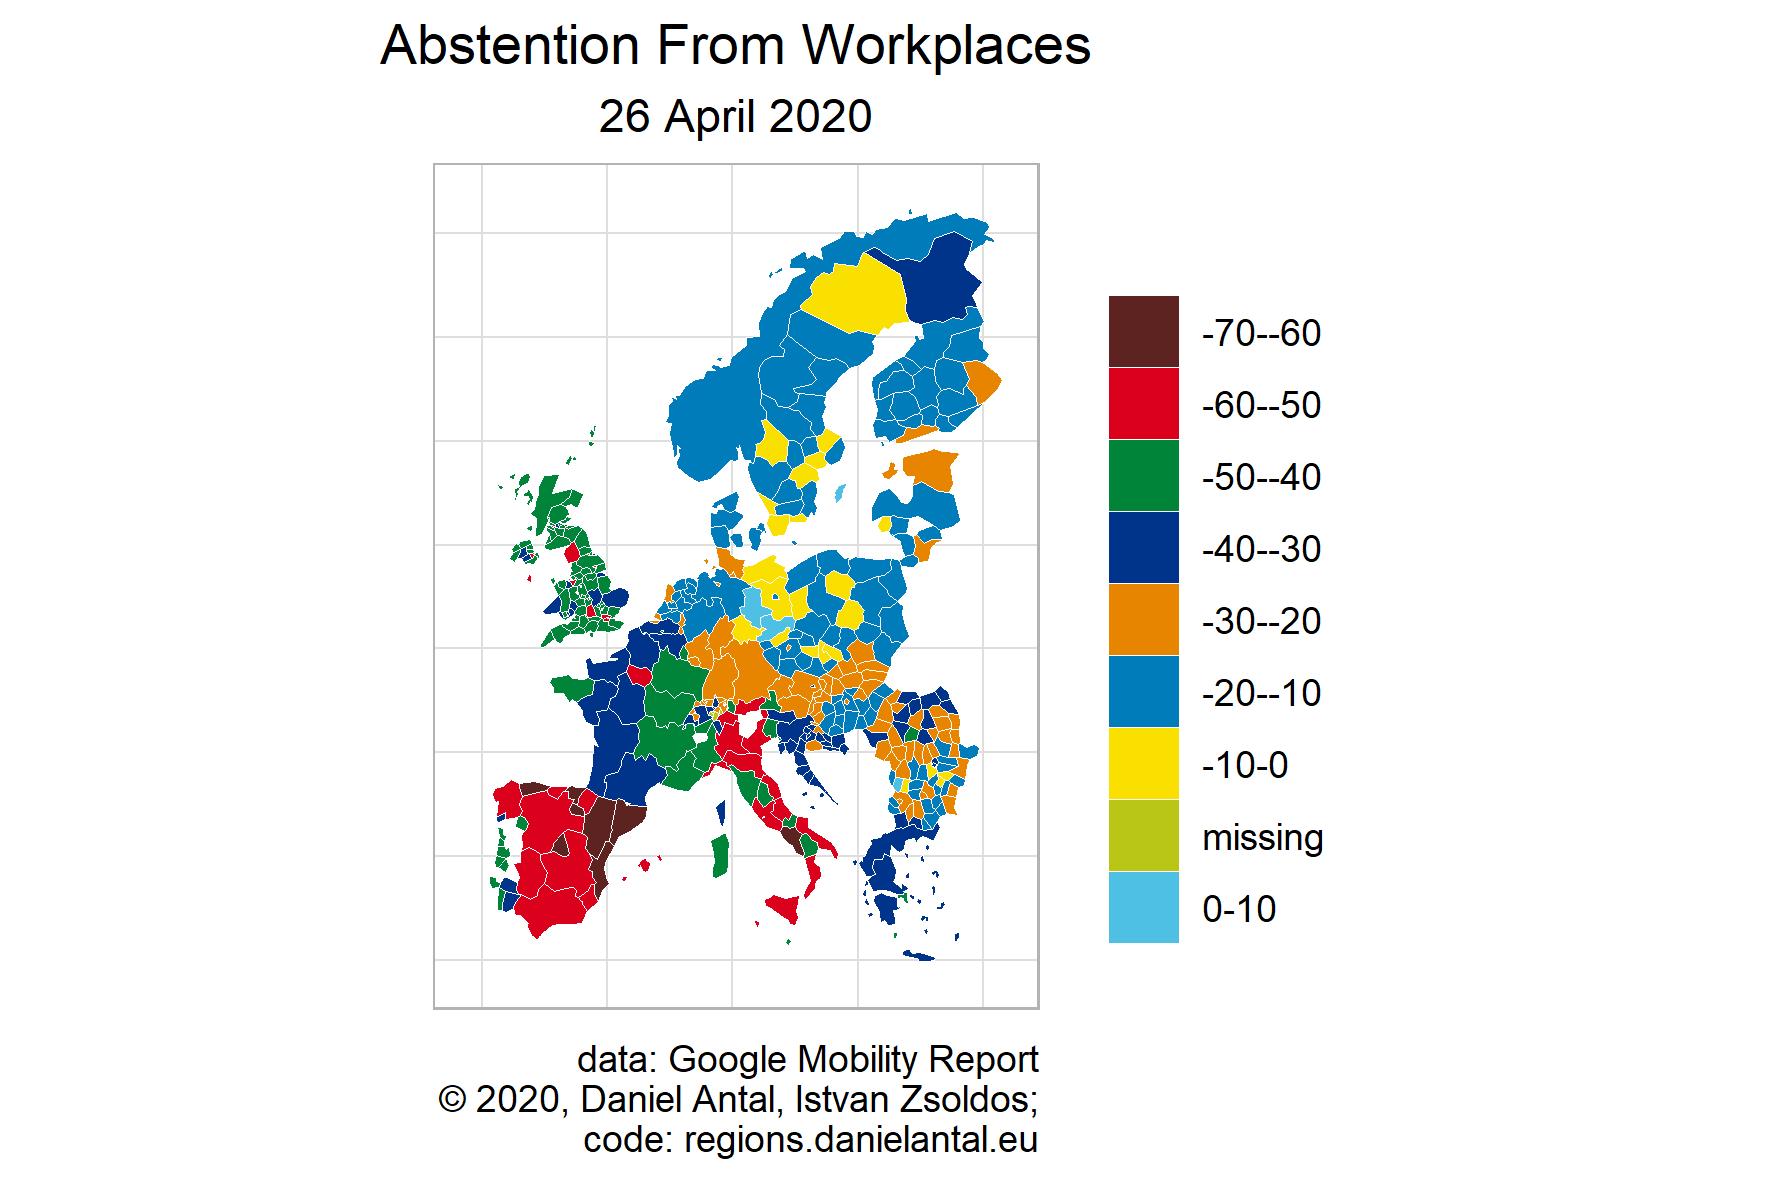 Abstention From Workplaces
26 April 2020
-70--60
-60--50
-50--40
-40--30
-30--20
-20--10
-10-0
missing
0-10
data: Google Mobility Report
© 2020, Daniel Antal, Istvan Zsoldos;
code: regions.danielantal.eu